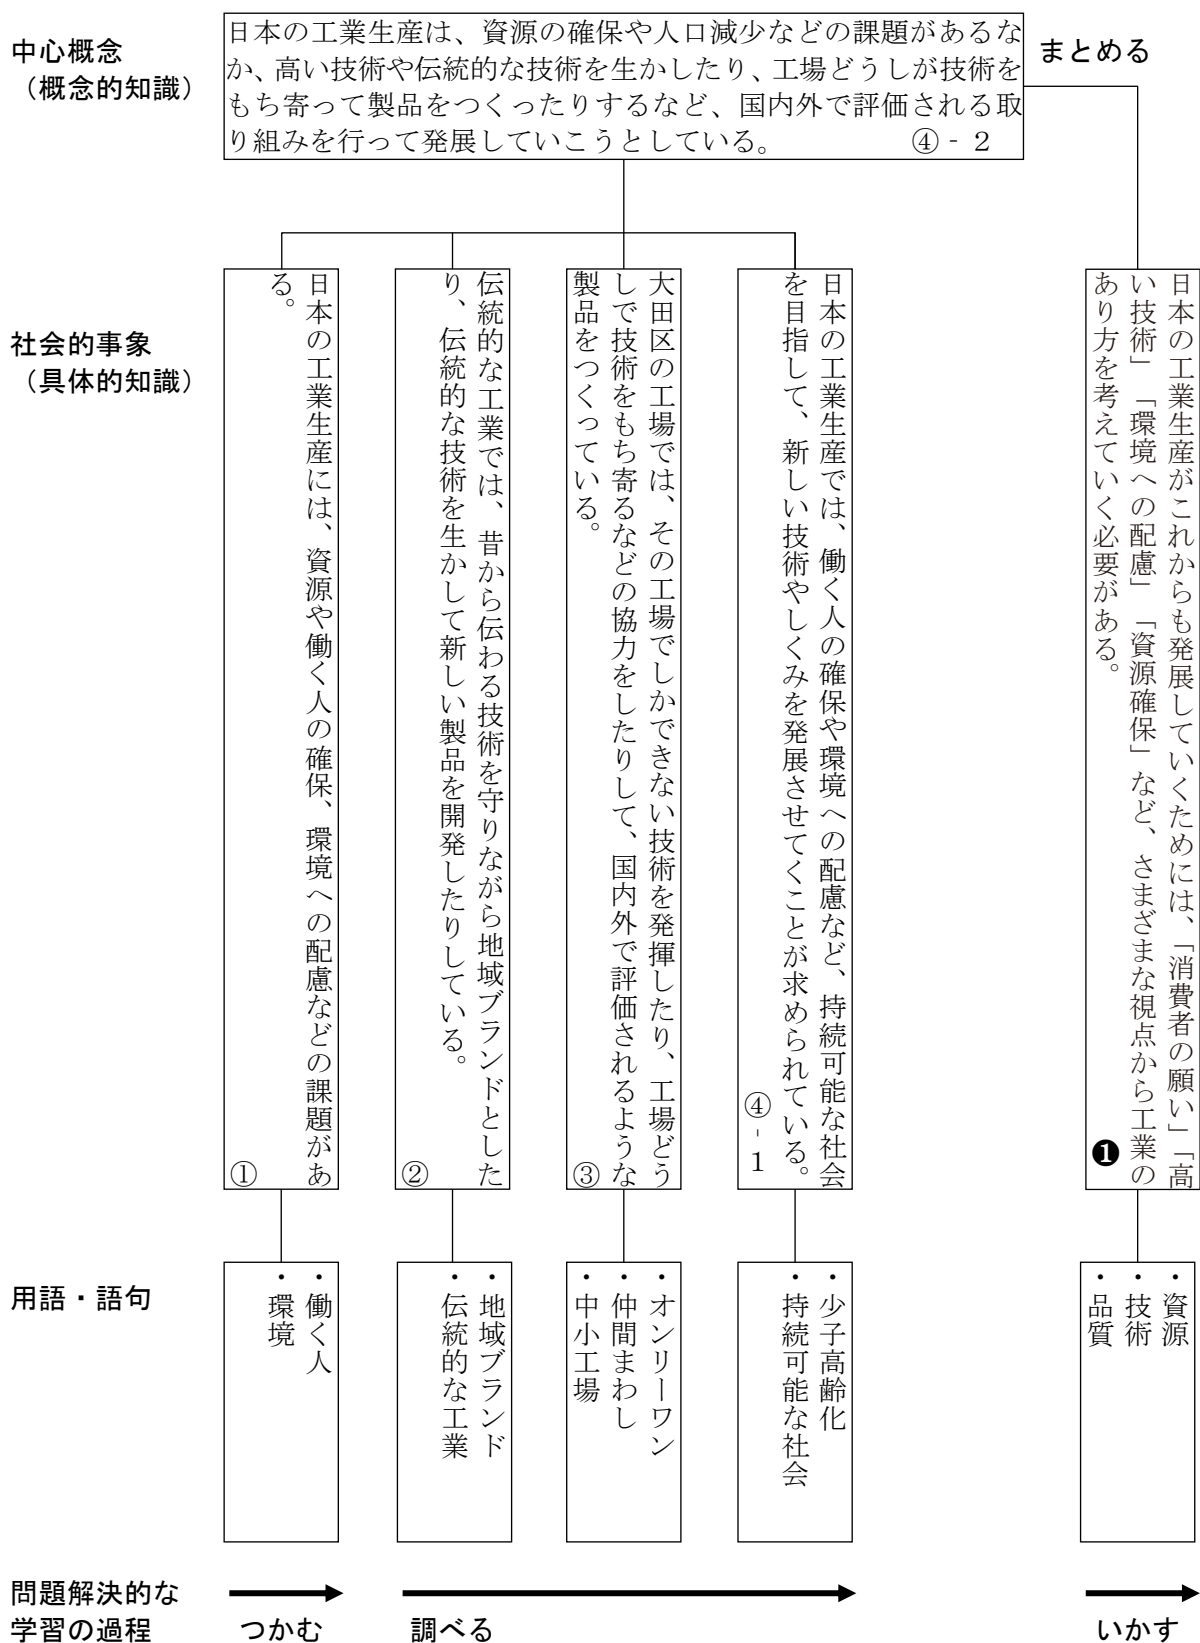 中心概念
（概念的知識）
日本の工業生産は、資源の確保や人口減少などの課題があるな
か、高い技術や伝統的な技術を生かしたり、工場どうしが技術を
もち寄って製品をつくったりするなど、国内外で評価される取
り組みを行って発展していこうとしている。 ④‐２
まとめる
社会的事象
（具体的知識）
日本の工業生産には、資源や働く人の確保、環境への配慮などの課題があ
る。
①
伝統的な工業では、昔から伝わる技術を守りながら地域ブランドとした
り、伝統的な技術を生かして新しい製品を開発したりしている。
②
大田区の工場では、その工場でしかできない技術を発揮したり、工場どう
しで技術をもち寄るなどの協力をしたりして、国内外で評価されるような
製品をつくっている。
③
日本の工業生産では、働く人の確保や環境への配慮など、持続可能な社会
を目指して、新しい技術やしくみを発展させてくことが求められている。
④‐１
日本の工業生産がこれからも発展していくためには、「消費者の願い」「高
い技術」「環境への配慮」「資源確保」など、さまざまな視点から工業の
あり方を考えていく必要がある。
❶
用語・語句
・働く人
・環境
・地域ブランド
・伝統的な工業
・オンリーワン
・仲間まわし
・中小工場
・少子高齢化
・持続可能な社会
・資源
・技術
・品質
問題解決的な
学習の過程
つかむ
調べる
いかす